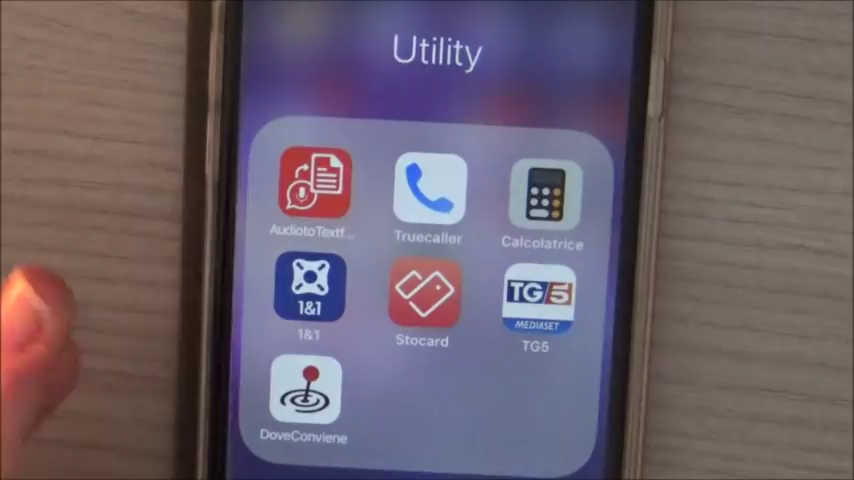 Utility
AudiotoTextf...
Truecaller
Calcolatrice
1&1
TG5
MEDIASET
1&1
Stocard
TG5
DoveConviene